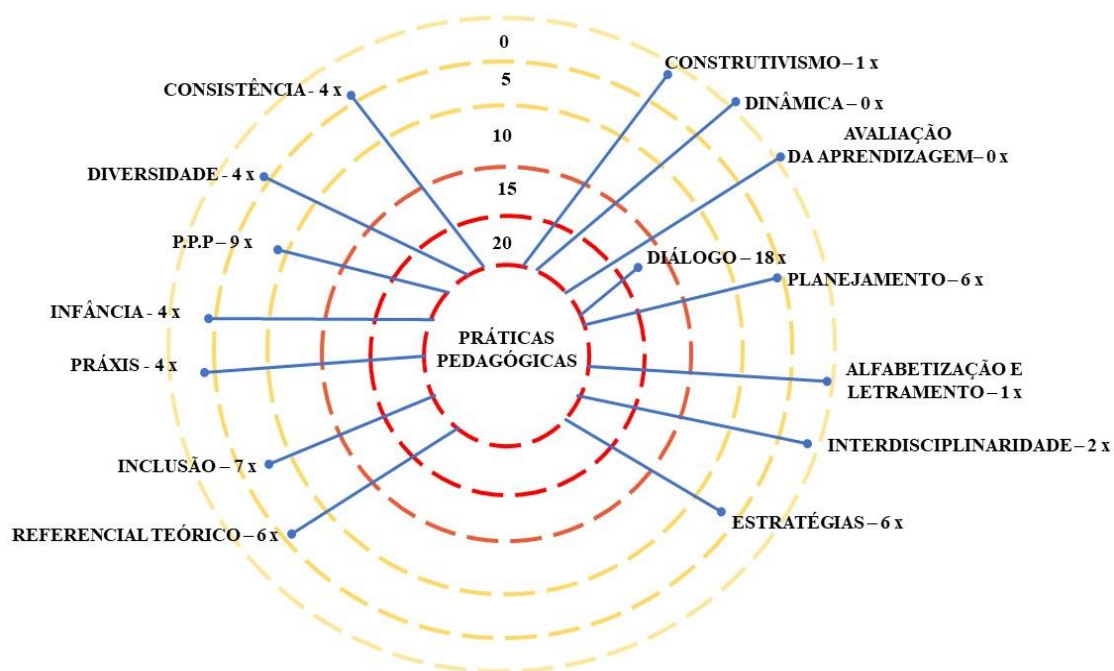 0
5
10
15
20
CONSISTÊNCIA - 4 x
DIVERSIDADE - 4 x
P.P.P – 9 x
INFÂNCIA - 4 x
PRÁXIS - 4 x
INCLUSÃO – 7 x
REFERENCIAL TEÓRICO – 6 x
PRÁTICAS
PEDAGÓGICAS
CONSTRUTIVISMO – 1 x
DINÂMICA – 0 x
AVALIAÇÃO
DA APRENDIZAGEM – 0 x
DIÁLOGO – 18 x
PLANEJAMENTO – 6 x
ALFABETIZAÇÃO E
LETRAMENTO – 1 x
INTERDISCIPLINARIDADE – 2 x
ESTRATÉGIAS – 6 x